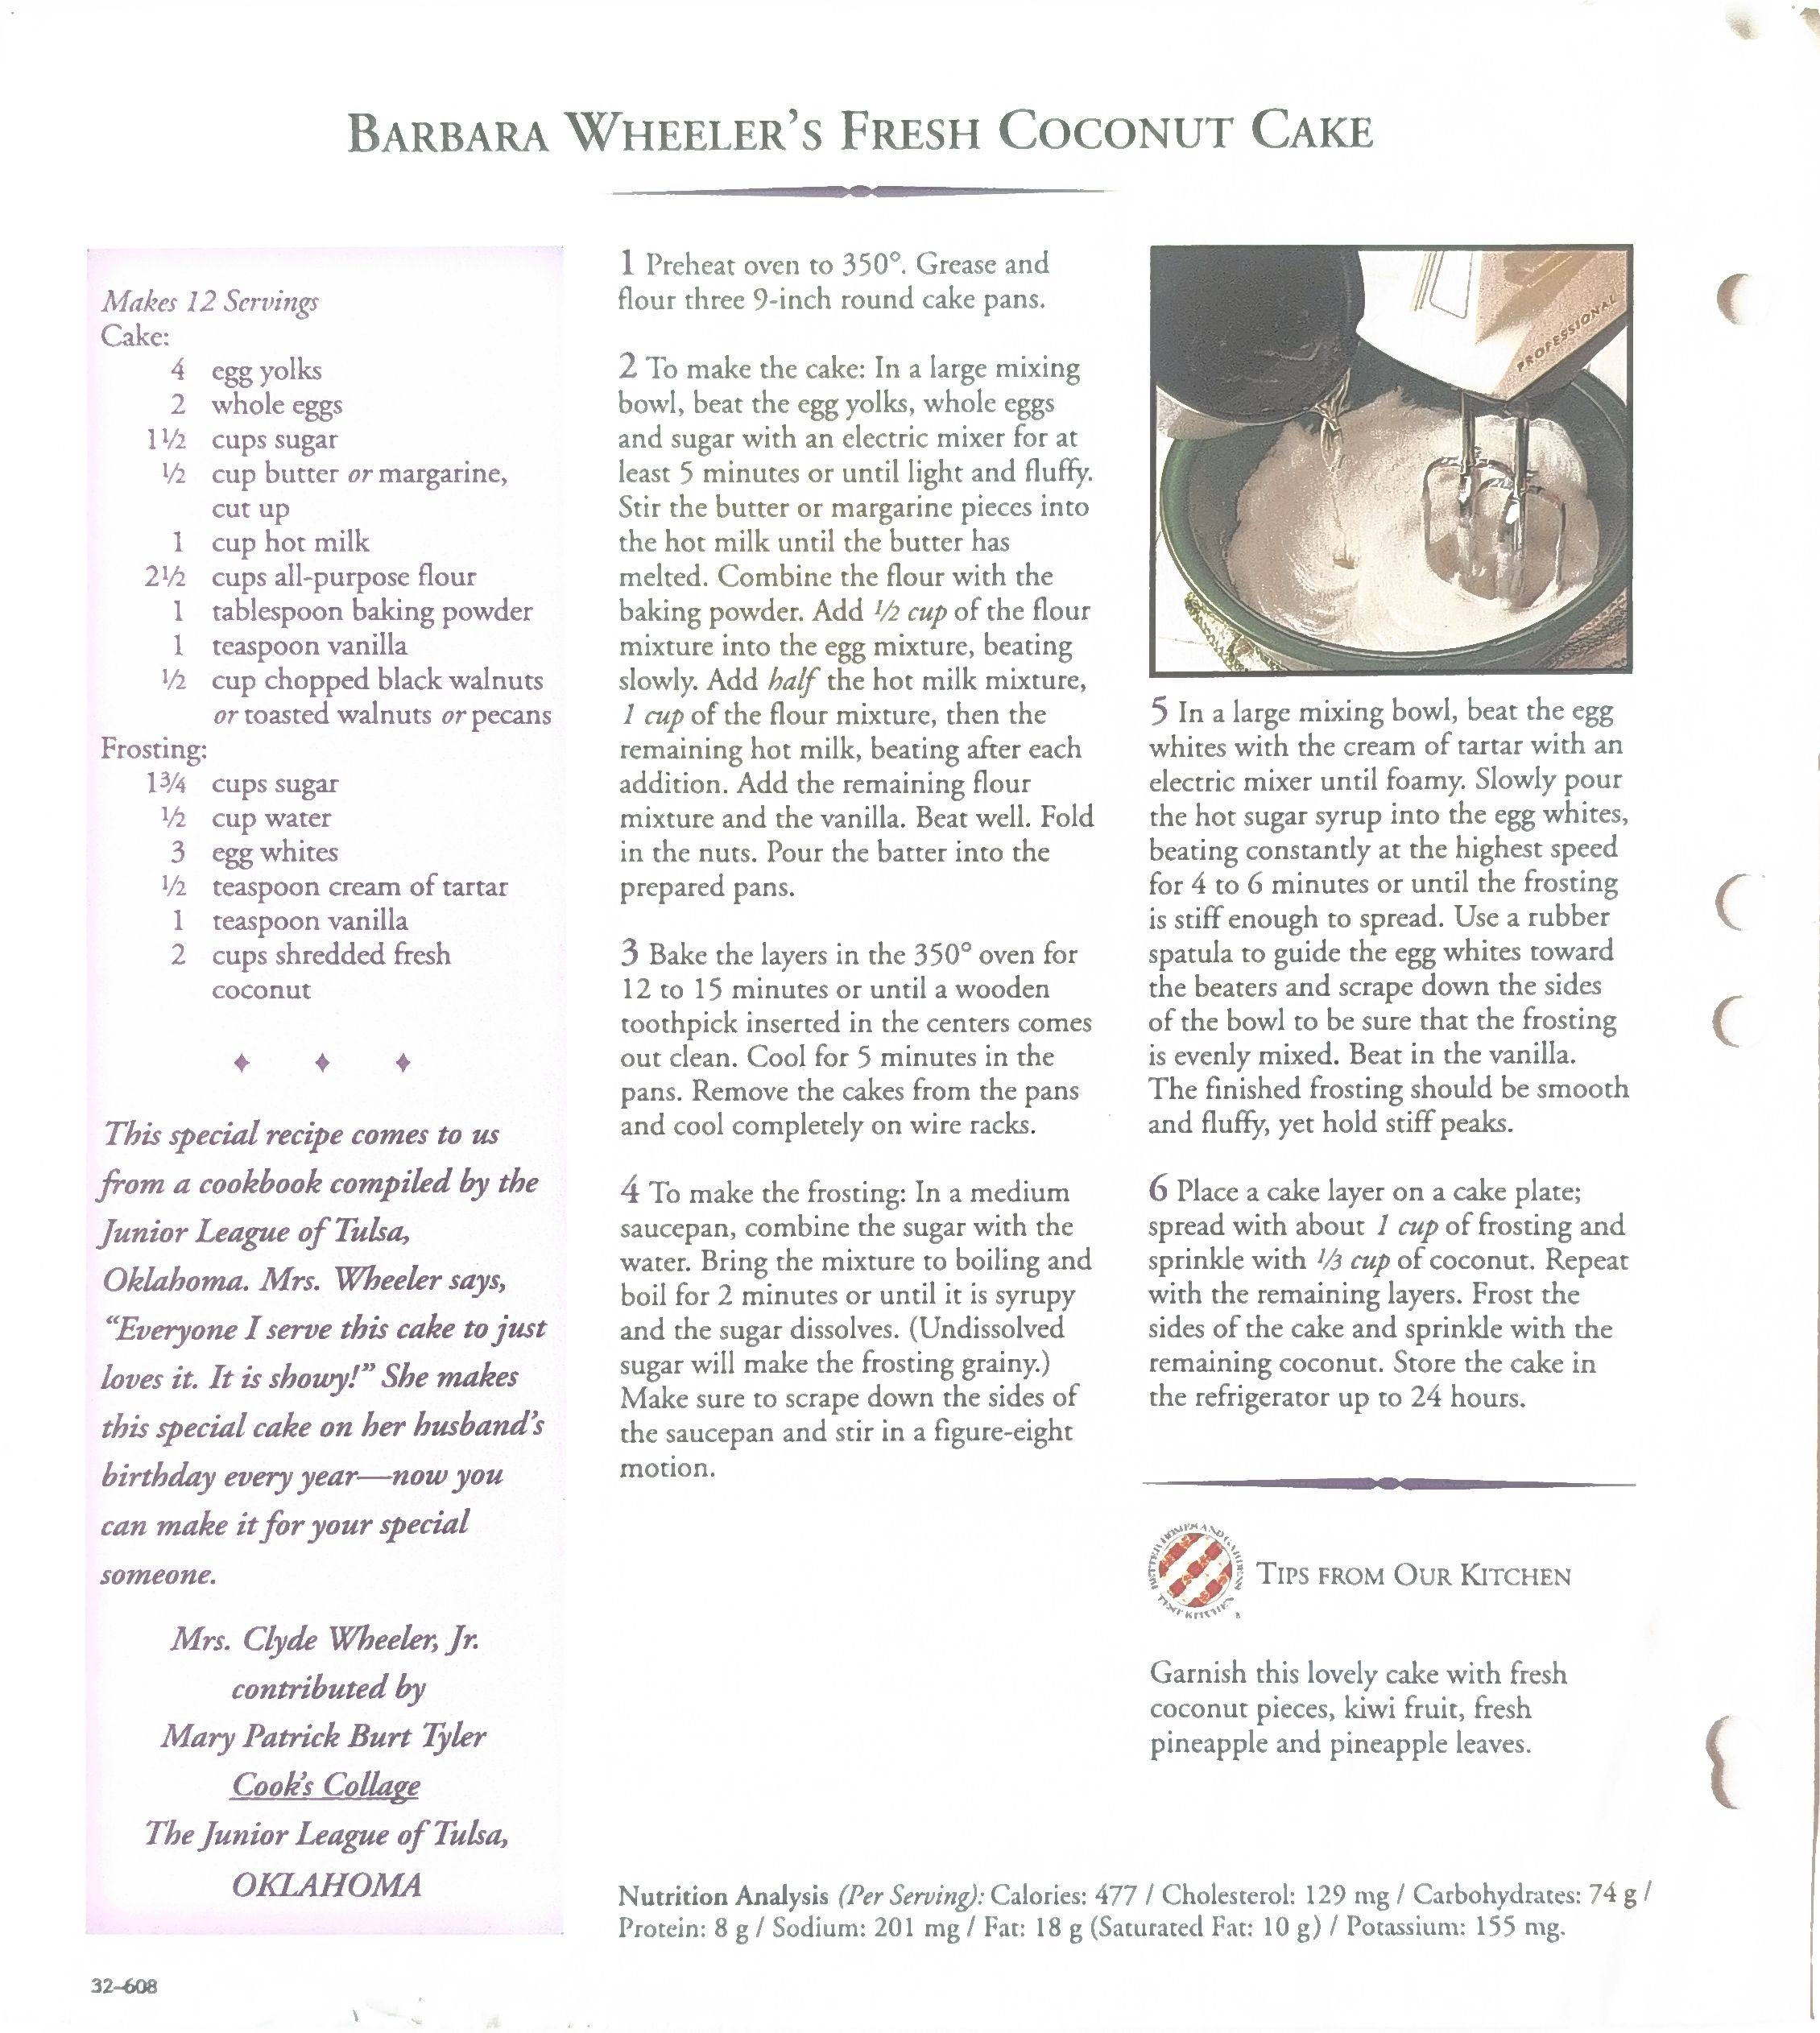 BARBARA WHEELER'S FRESH COCONUT CAKE
Makes 12 Servings
Cake:
4 egg yolks
2 whole eggs
1½ cups sugar
½ cup butter or margarine,
cut up
1 cup hot milk
2½ cups all-purpose flour
1 tablespoon baking powder
1 teaspoon vanilla
½ cup chopped black walnuts
or toasted walnuts or pecans
Frosting:
1¾ cups sugar
½ cup water
3 egg whites
½ teaspoon cream of tartar
1 teaspoon vanilla
2 cups shredded fresh
coconut
This special recipe comes to us
from a cookbook compiled by the
Junior League of Tulsa,
Oklahoma. Mrs. Wheeler says,
“Everyone I serve this cake to just
loves it. It is showy!” She makes
this special cake on her husband's
birthday every year—now you
can make it for your special
someone.
Mrs. Clyde Wheeler, Jr.
contributed by
Mary Patrick Burt Tyler
Cook's Collage
The Junior League of Tulsa,
OKLAHOMA
1 Preheat oven to 350°. Grease and
flour three 9-inch round cake pans.
2 To make the cake: In a large mixing
bowl, beat the egg yolks, whole eggs
and sugar with an electric mixer for at
least 5 minutes or until light and fluffy.
Stir the butter or margarine pieces into
the hot milk until the butter has
melted. Combine the flour with the
baking powder. Add ½ cup of the flour
mixture into the egg mixture, beating
slowly. Add half the hot milk mixture,
1 cup of the flour mixture, then the
remaining hot milk, beating after each
addition. Add the remaining flour
mixture and the vanilla. Beat well. Fold
in the nuts. Pour the batter into the
prepared pans.
3 Bake the layers in the 350° oven for
12 to 15 minutes or until a wooden
toothpick inserted in the centers comes
out clean. Cool for 5 minutes in the
pans. Remove the cakes from the pans
and cool completely on wire racks.
4 To make the frosting: In a medium
saucepan, combine the sugar with the
water. Bring the mixture to boiling and
boil for 2 minutes or until it is syrupy
and the sugar dissolves. (Undissolved
sugar will make the frosting grainy.)
Make sure to scrape down the sides of
the saucepan and stir in a figure-eight
motion.
PROFESSIONAL
5 In a large mixing bowl, beat the egg
whites with the cream of tartar with an
electric mixer until foamy. Slowly pour
the hot sugar syrup into the egg whites,
beating constantly at the highest speed
for 4 to 6 minutes or until the frosting
is stiff enough to spread. Use a rubber
spatula to guide the egg whites toward
the beaters and scrape down the sides
of the bowl to be sure that the frosting
is evenly mixed. Beat in the vanilla.
The finished frosting should be smooth
and fluffy, yet hold stiff peaks.
6 Place a cake layer on a cake plate;
spread with about 1 cup of frosting and
sprinkle with ⅓ cup of coconut. Repeat
with the remaining layers. Frost the
sides of the cake and sprinkle with the
remaining coconut. Store the cake in
the refrigerator up to 24 hours.
BETTER HOMES AND GARDENS
TEST KITCHEN
TIPS FROM OUR KITCHEN
Garnish this lovely cake with fresh
coconut pieces, kiwi fruit, fresh
pineapple and pineapple leaves.
Nutrition Analysis (Per Serving): Calories: 477 / Cholesterol: 129 mg / Carbohydrates: 74 g /
Protein: 8 g / Sodium: 201 mg / Fat: 18 g (Saturated Fat: 10 g) / Potassium: 155 mg.
32–608